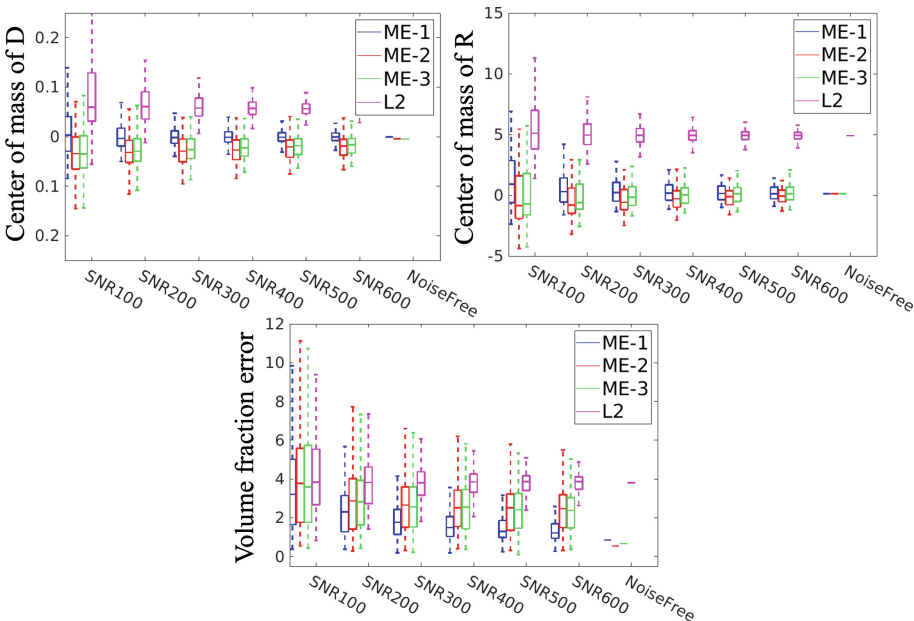 Center of mass of D
0.2
0.1
0
0.1
0.2
ME-1
ME-2
ME-3
L2
SNR100
SNR200
SNR300
SNR400
SNR500
SNR600
NoiseFree
Center of mass of R
15
10
5
0
-5
ME-1
ME-2
ME-3
L2
SNR100
SNR200
SNR300
SNR400
SNR500
SNR600
NoiseFree
Volume fraction error
12
10
8
6
4
2
0
ME-1
ME-2
ME-3
L2
SNR100
SNR200
SNR300
SNR400
SNR500
SNR600
NoiseFree